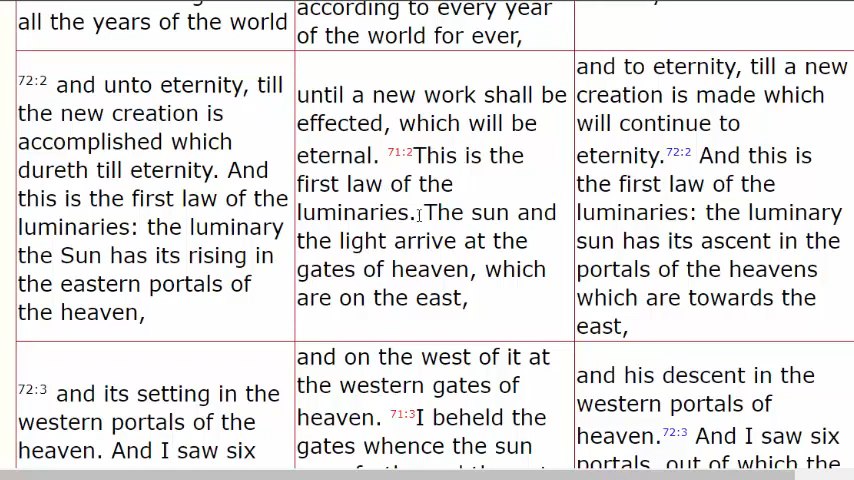 all the years of the world
according to every year
of the world for ever,
72:2 and unto eternity, till
the new creation is
accomplished which
dureth till eternity. And
this is the first law of the
luminaries: the luminary
the Sun has its rising in
the eastern portals of
the heaven,
until a new work shall be
effected, which will be
eternal. 71:2This is the
first law of the
luminaries. The sun and
the light arrive at the
gates of heaven, which
are on the east,
and to eternity, till a new
creation is made which
will continue to
eternity.72:2 And this is
the first law of the
luminaries: the luminary
sun has its ascent in the
portals of the heavens
which are towards the
east,
72:3 and its setting in the
western portals of the
heaven. And I saw six
and on the west of it at
the western gates of
heaven. 71:3I beheld the
gates whence the sun
and his descent in the
western portals of
heaven.72:3 And I saw six
portals, out of which the